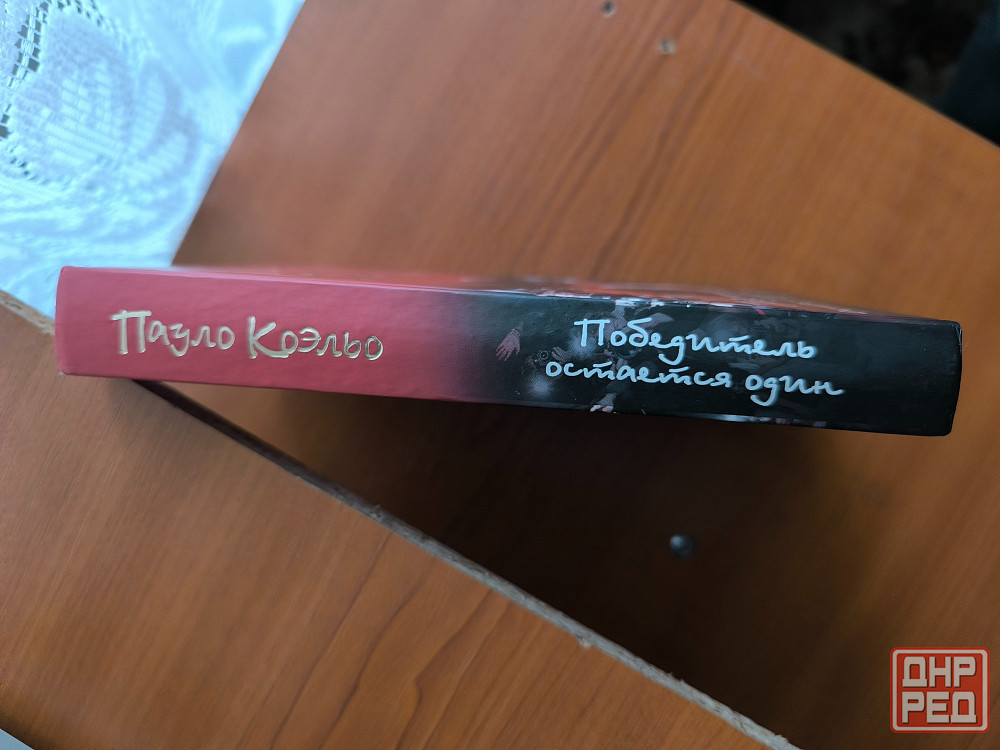 Пауло Коэльо
Победитель
остается один
ДНР
РЕД